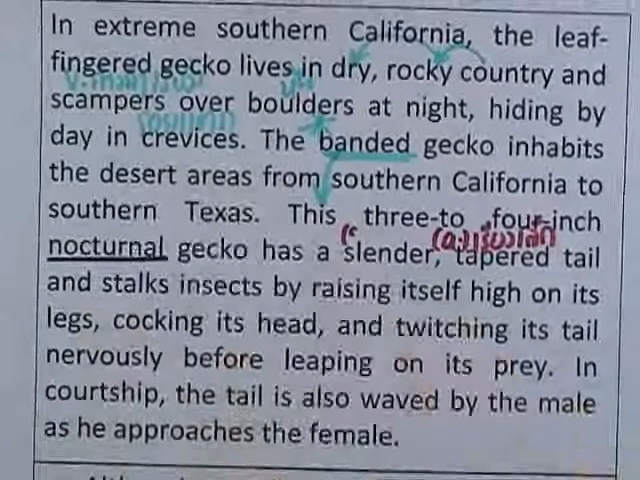 In extreme southern California, the leaf-
fingered gecko lives in dry, rocky country and
scampers over boulders at night, hiding by
day in crevices. The banded gecko inhabits
the desert areas from southern California to
southern Texas. This three-to four-inch
nocturnal gecko has a slender, tapered tail
and stalks insects by raising itself high on its
legs, cocking its head, and twitching its tail
nervously before leaping on its prey. In
courtship, the tail is also waved by the male
as he approaches the female.